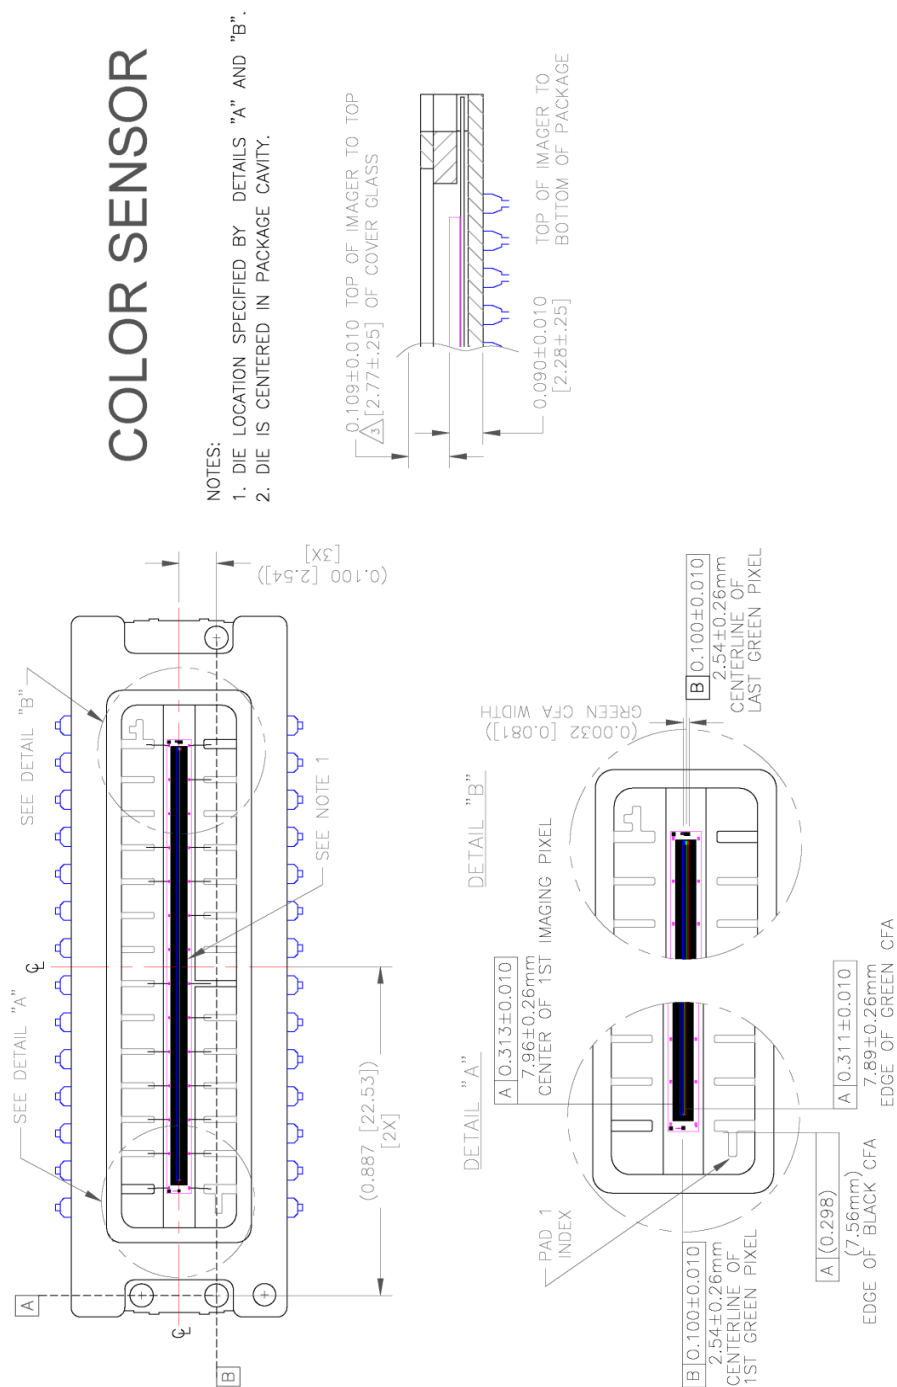 COLOR SENSOR
NOTES:
1. DIE LOCATION SPECIFIED BY DETAILS "A" AND "B".
2. DIE IS CENTERED IN PACKAGE CAVITY.
0.109±0.010 TOP OF IMAGER TO TOP
3 [2.77±.25] OF COVER GLASS
0.090±0.010
[2.28±.25]
TOP OF IMAGER TO
BOTTOM OF PACKAGE
SEE DETAIL "A"
SEE DETAIL "B"
SEE NOTE 1
(0.100 [2.54])
[3X]
(0.887 [22.53])
[2X]
A
B
℄
℄
DETAIL "A"
A 0.313±0.010
7.96±0.26mm
CENTER OF 1ST IMAGING PIXEL
PAD 1
INDEX
B 0.100±0.010
2.54±0.26mm
CENTERLINE OF
1ST GREEN PIXEL
A (0.298)
(7.56mm)
EDGE OF BLACK CFA
A 0.311±0.010
7.89±0.26mm
EDGE OF GREEN CFA
DETAIL "B"
(0.0032 [0.081])
GREEN CFA WIDTH
B 0.100±0.010
2.54±0.26mm
CENTERLINE OF
LAST GREEN PIXEL